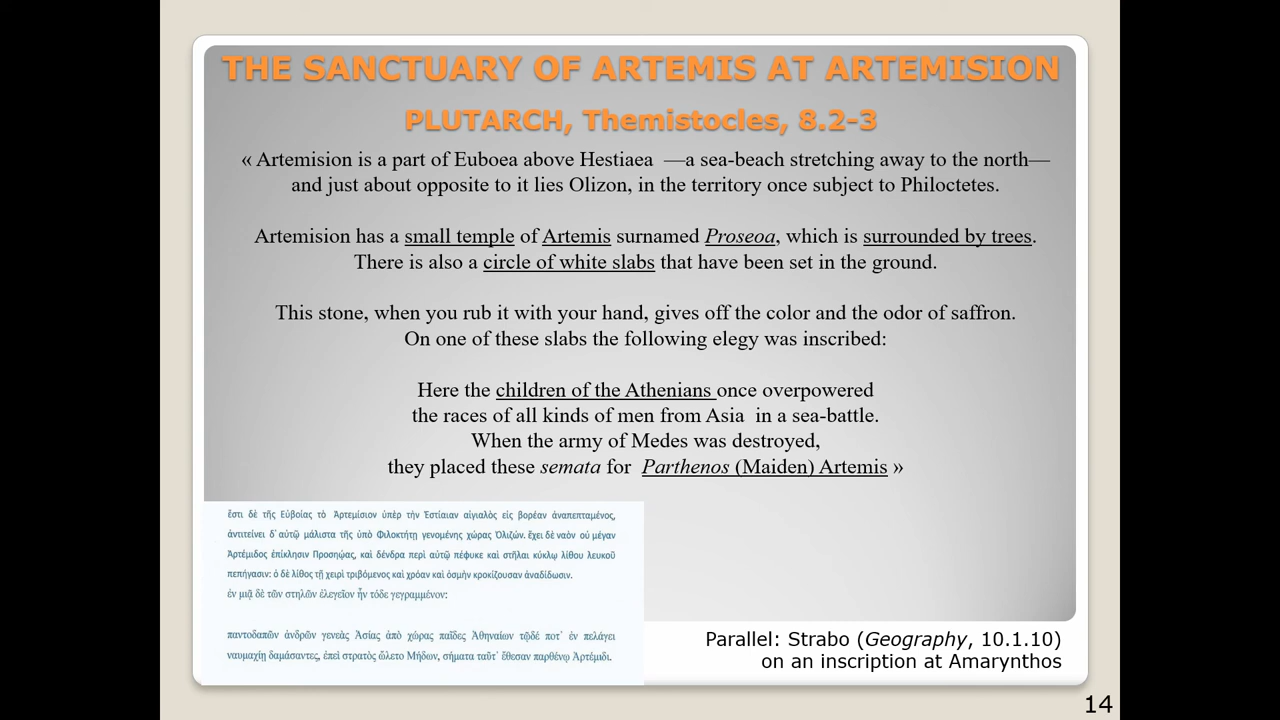 THE SANCTUARY OF ARTEMIS AT ARTEMISION
PLUTARCH, Themistocles, 8.2-3
« Artemision is a part of Euboea above Hestiaea —a sea-beach stretching away to the north—
and just about opposite to it lies Olizon, in the territory once subject to Philoctetes.
Artemision has a small temple of Artemis surnamed Proseoa, which is surrounded by trees.
There is also a circle of white slabs that have been set in the ground.
This stone, when you rub it with your hand, gives off the color and the odor of saffron.
On one of these slabs the following elegy was inscribed:
Here the children of the Athenians once overpowered
the races of all kinds of men from Asia in a sea-battle.
When the army of Medes was destroyed,
they placed these semata for Parthenos (Maiden) Artemis »
ἔστι δὲ τῆς Εὐβοίας τὸ Ἀρτεμίσιον ὑπὲρ τὴν Ἑστίαιαν αἰγιαλὸς εἰς βορέαν ἀναπεπταμένος,
ἀντιτείνει δ' αὐτῷ μάλιστα τῆς ὑπὸ Φιλοκτήτῃ γενομένης χώρας Ὀλιζών. ἔχει δὲ ναὸν οὐ μέγαν
Ἀρτέμιδος ἐπίκλησιν Προσηῴας, καὶ δένδρα περὶ αὐτῷ πέφυκε καὶ στῆλαι κύκλῳ λίθου λευκοῦ
πεπήγασιν: ὁ δὲ λίθος τῇ χειρὶ τριβόμενος καὶ χρόαν καὶ ὀσμὴν κροκίζουσαν ἀναδίδωσιν.
ἐν μιᾷ δὲ τῶν στηλῶν ἐλεγεῖον ἦν τόδε γεγραμμένον:
παντοδαπῶν ἀνδρῶν γενεὰς Ἀσίας ἀπὸ χώρας παῖδες Ἀθηναίων τῷδέ ποτ' ἐν πελάγει
ναυμαχίῃ δαμάσαντες, ἐπεὶ στρατὸς ὤλετο Μήδων, σήματα ταῦτ' ἔθεσαν παρθένῳ Ἀρτέμιδι.
Parallel: Strabo (Geography, 10.1.10)
on an inscription at Amarynthos
14